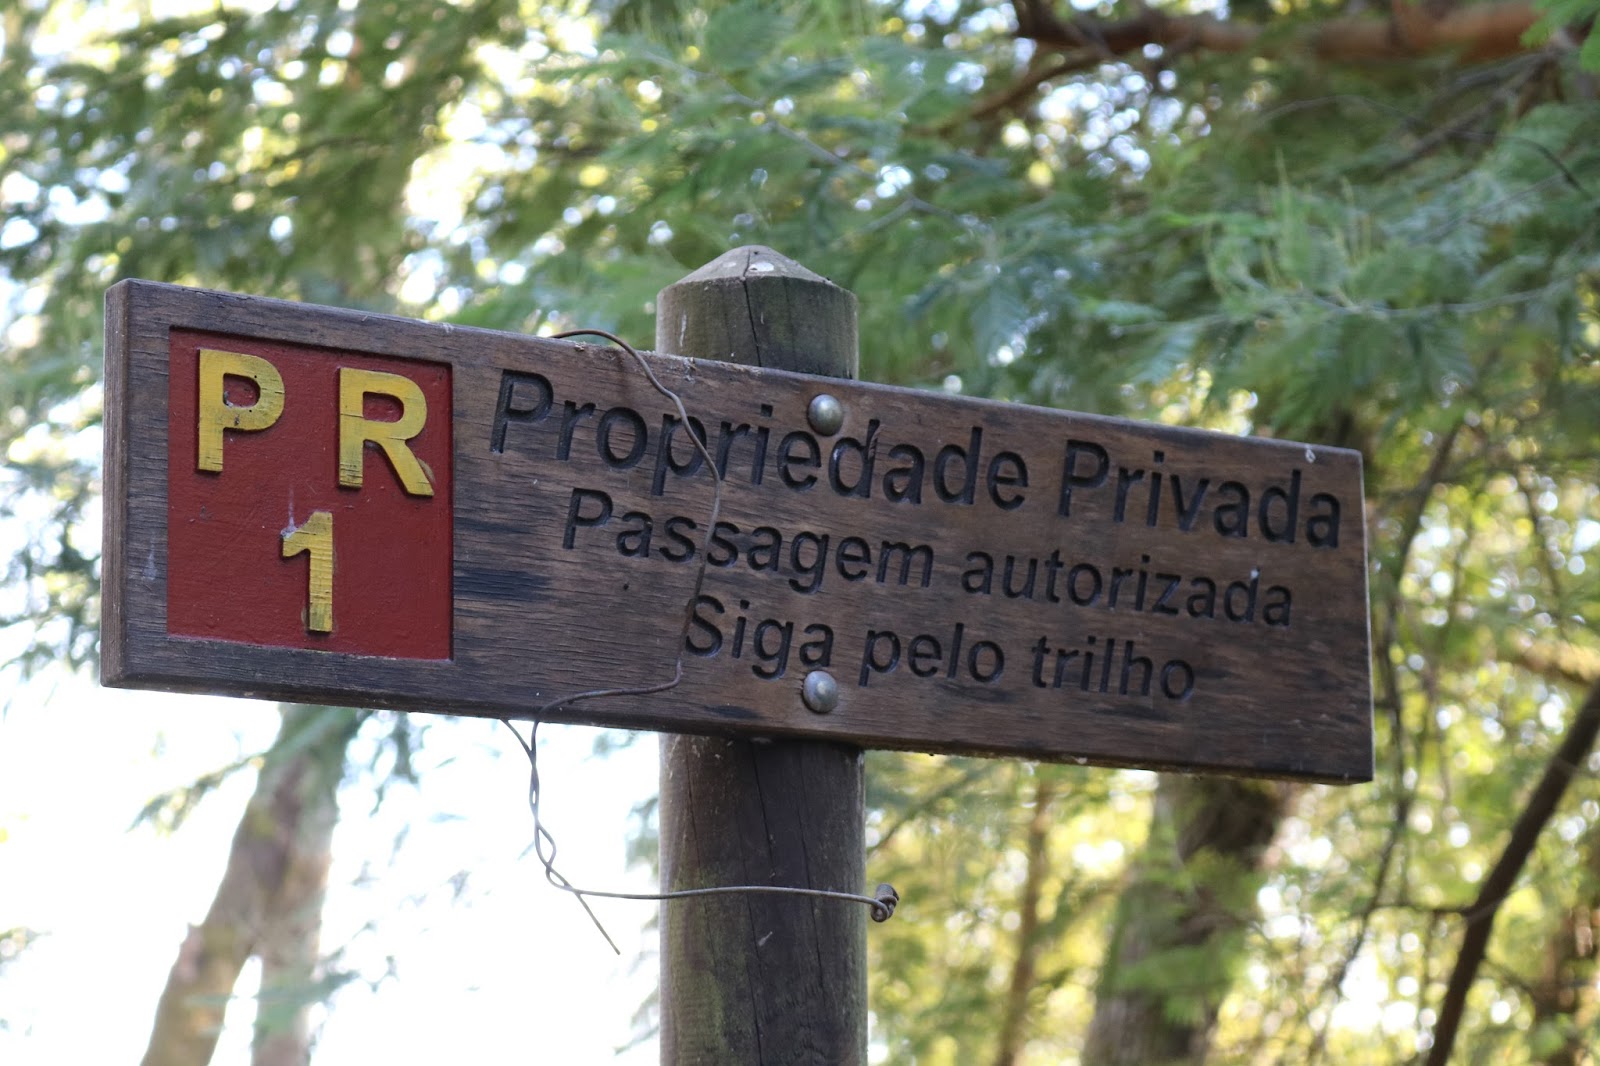 PR
1
Propriedade Privada
Passagem autorizada
Siga pelo trilho